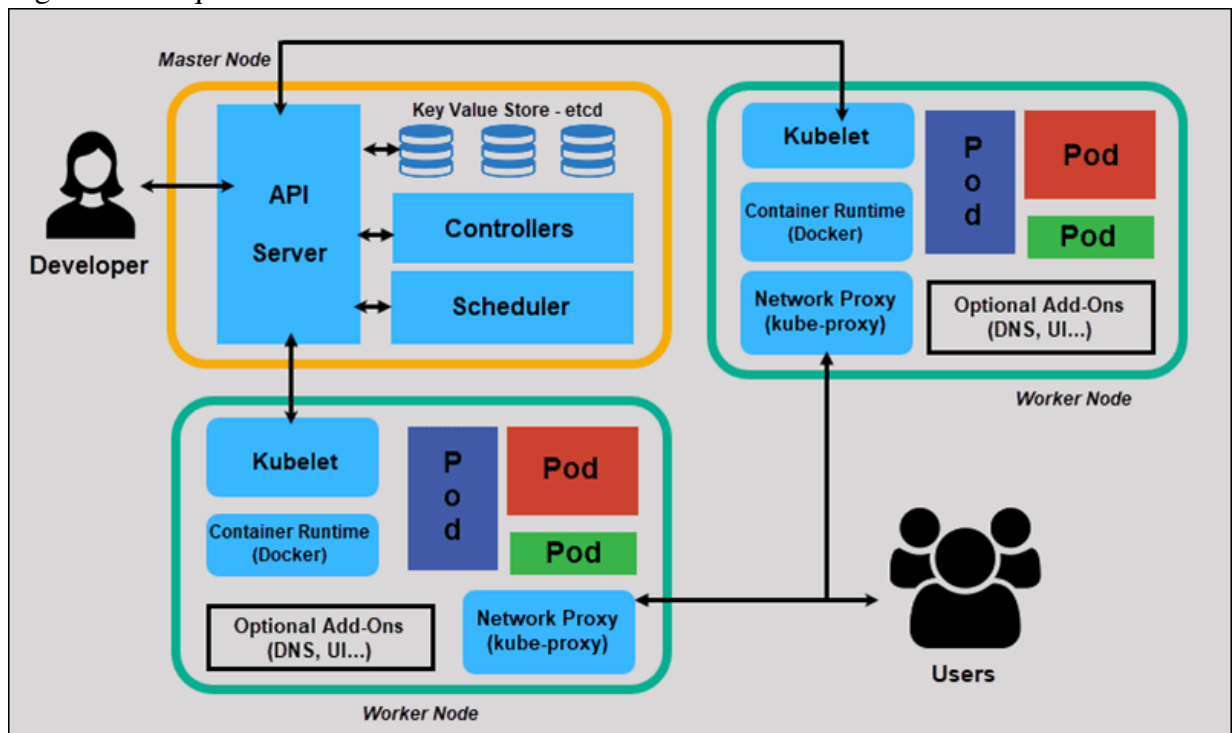 Master Node
Key Value Store - etcd
API
Server
Controllers
Scheduler
Developer
Kubelet
Container Runtime
(Docker)
Network Proxy
(kube-proxy)
P
o
d
Pod
Pod
Optional Add-Ons
(DNS, UI...)
Worker Node
Kubelet
Container Runtime
(Docker)
P
o
d
Pod
Pod
Optional Add-Ons
(DNS, UI...)
Network Proxy
(kube-proxy)
Worker Node
Users